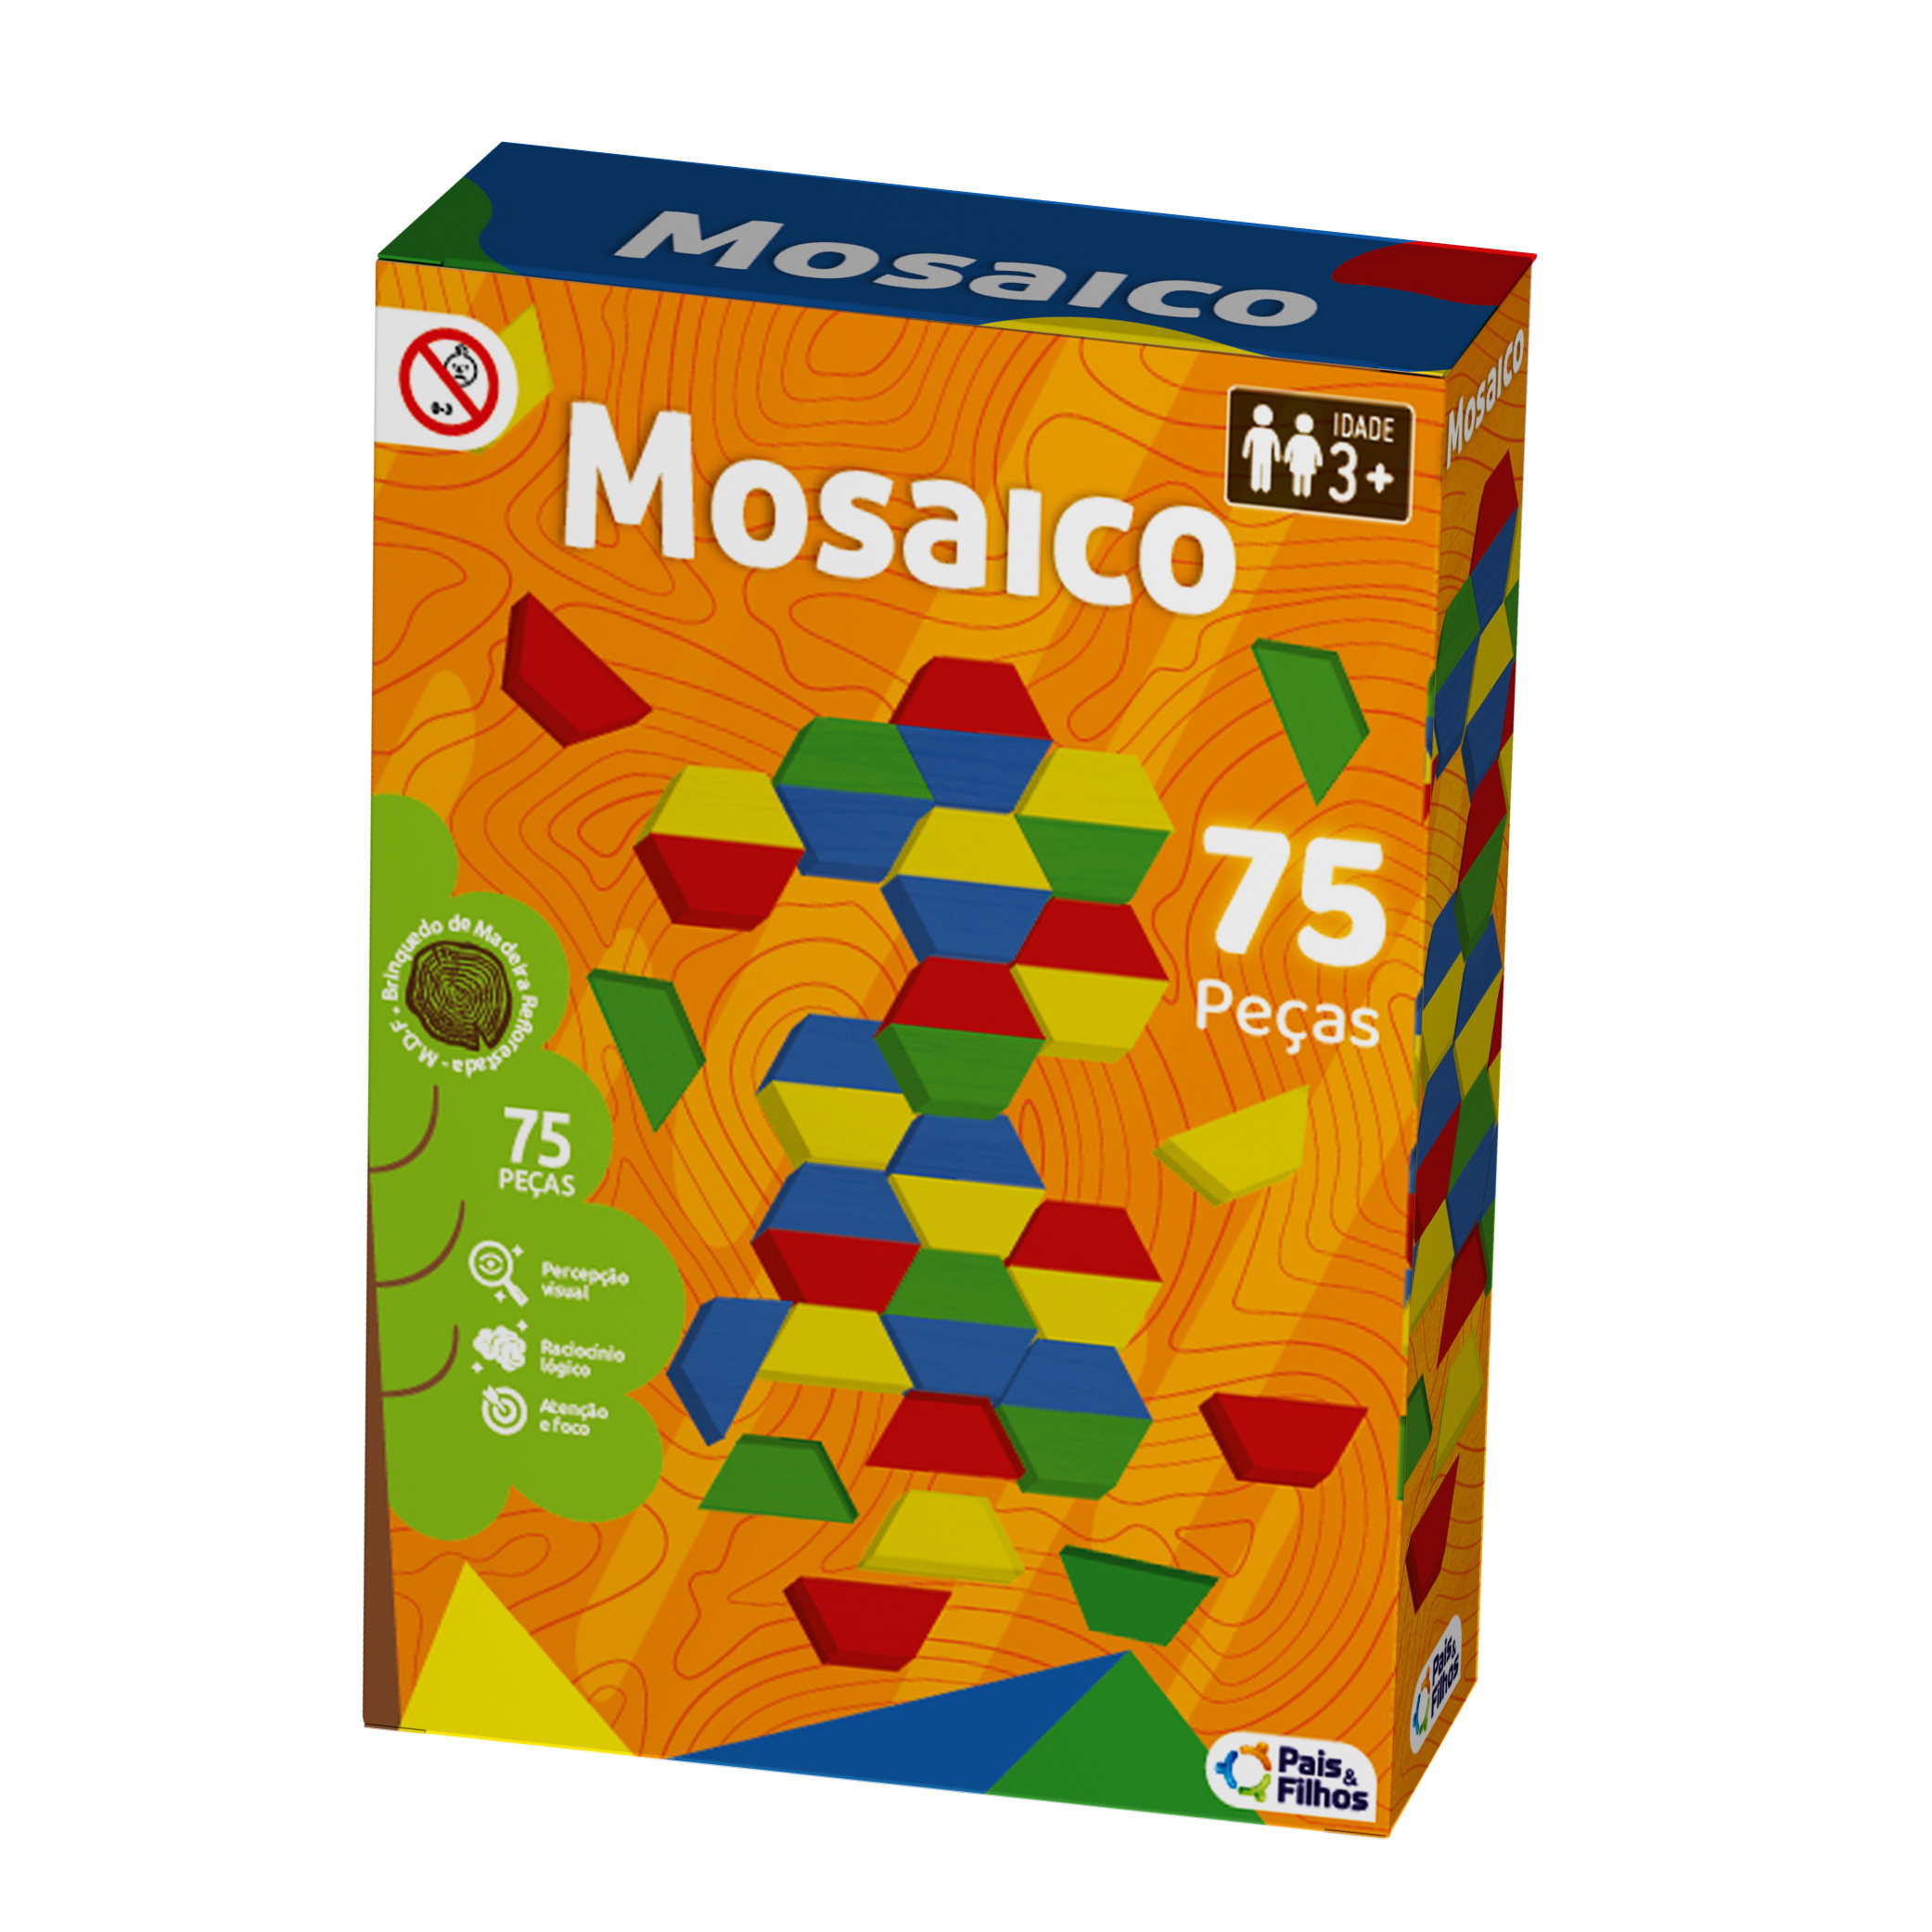 Mosaico
0-3
Mosaico
IDADE
3+
Mosaico
75
Peças
Brinquedo de Madeira Reflorestada - M.D.F -
75
PEÇAS
Percepção
visual
Raciocínio
lógico
Atenção
e foco
Pais &
Filhos
Pais &
Filhos